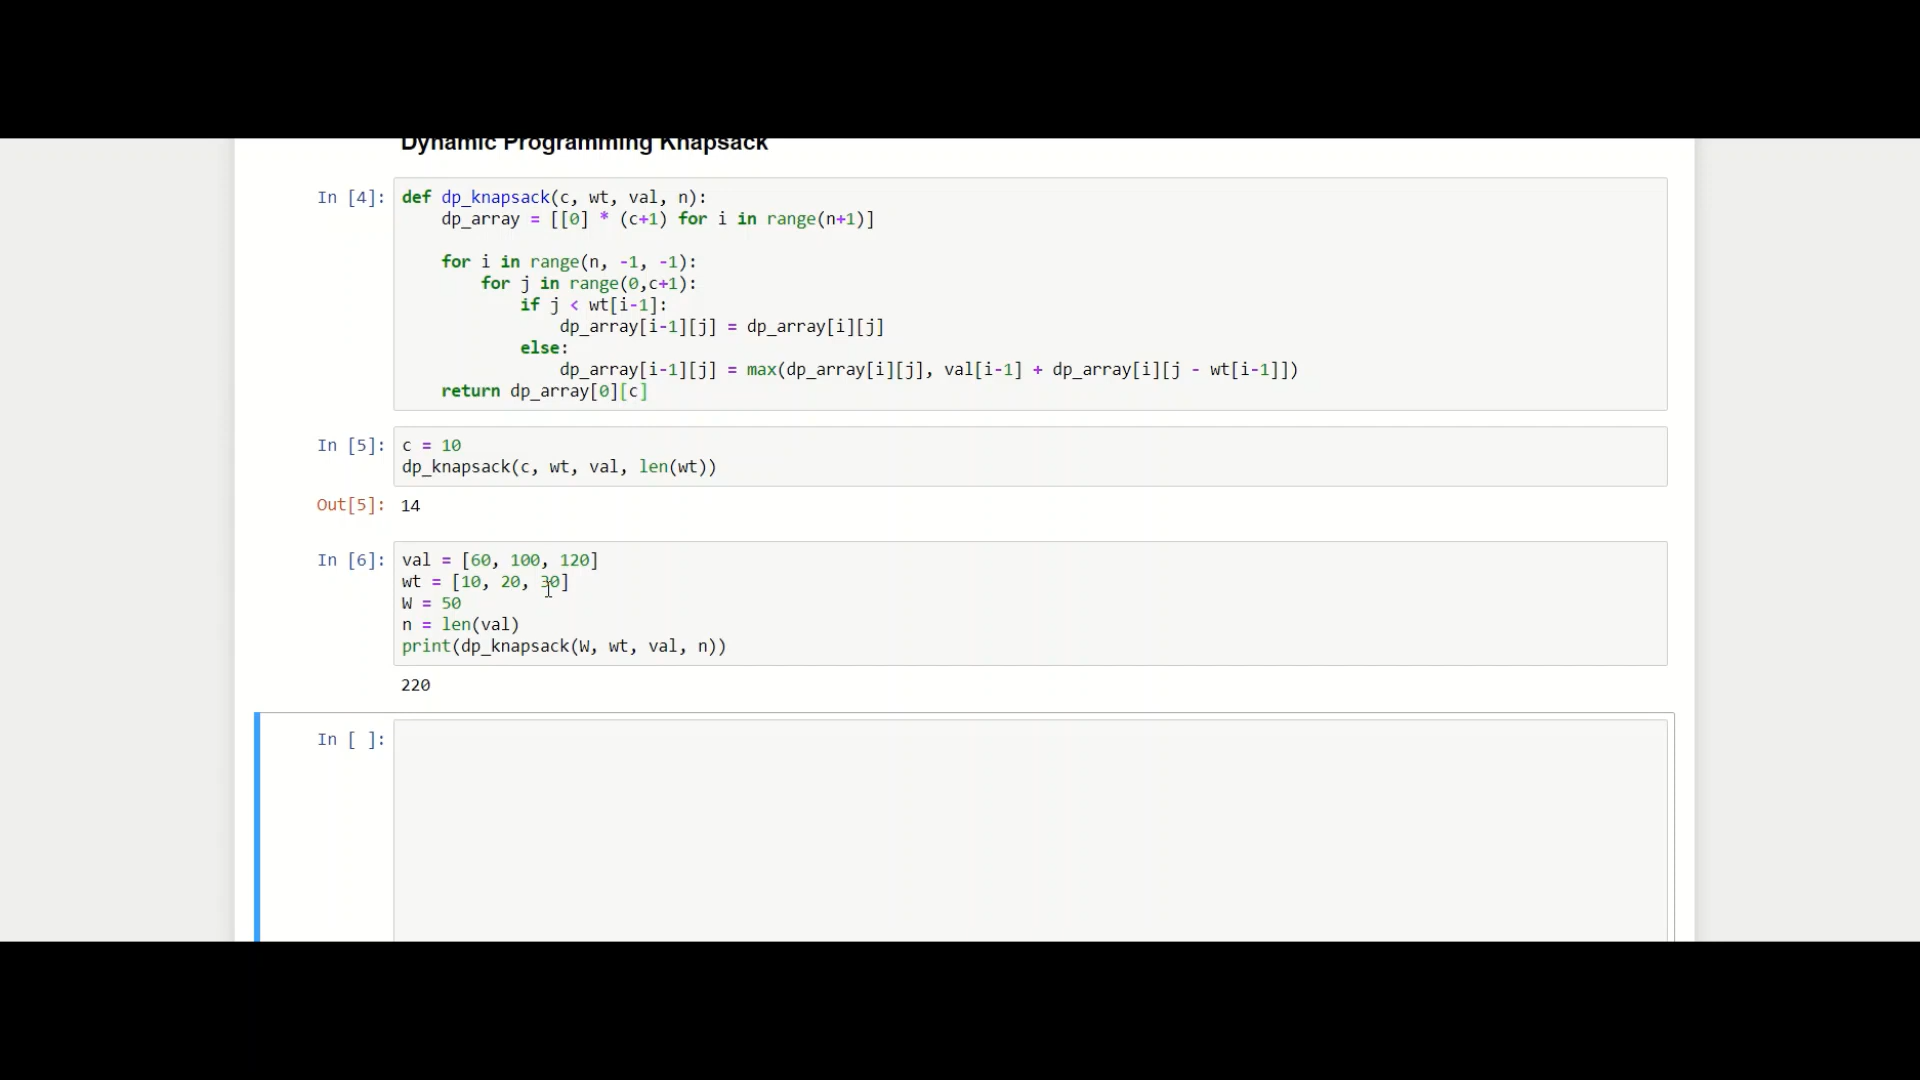 Dynamic Programming Knapsack
In [4]: def dp_knapsack(c, wt, val, n):
    dp_array = [[0] * (c+1) for i in range(n+1)]
    for i in range(n, -1, -1):
        for j in range(0,c+1):
            if j < wt[i-1]:
                dp_array[i-1][j] = dp_array[i][j]
            else:
                dp_array[i-1][j] = max(dp_array[i][j], val[i-1] + dp_array[i][j - wt[i-1]])
    return dp_array[0][c]
In [5]: c = 10
dp_knapsack(c, wt, val, len(wt))
Out[5]: 14
In [6]: val = [60, 100, 120]
wt = [10, 20, 30]
W = 50
n = len(val)
print(dp_knapsack(W, wt, val, n))
220
In [ ]: